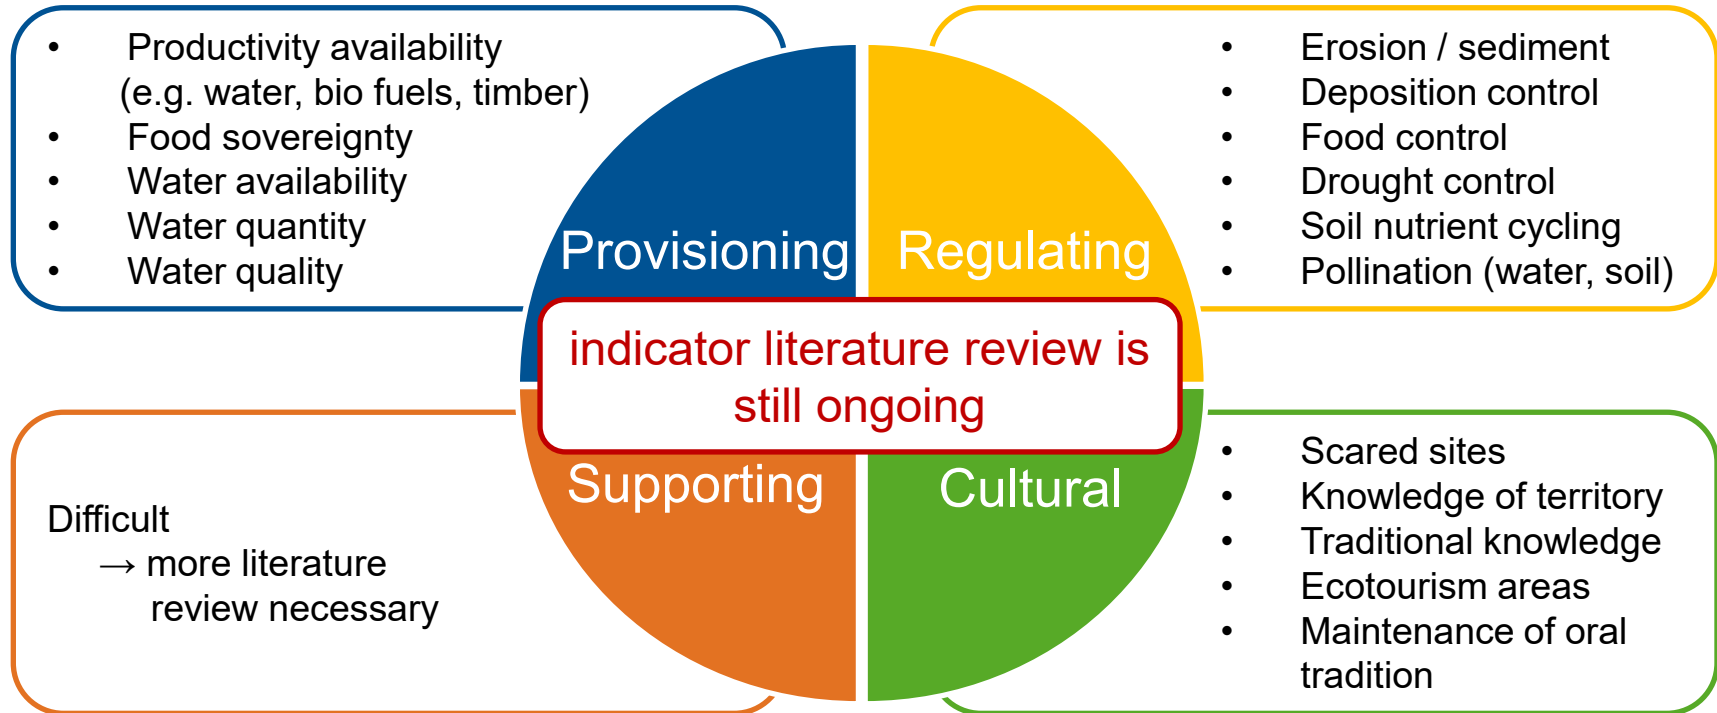 • Productivity availability
(e.g. water, bio fuels, timber)
• Food sovereignty
• Water availability
• Water quantity
• Water quality
• Erosion / sediment
• Deposition control
• Food control
• Drought control
• Soil nutrient cycling
• Pollination (water, soil)
Provisioning
Regulating
indicator literature review is
still ongoing
Supporting
Cultural
Difficult
→ more literature
review necessary
• Scared sites
• Knowledge of territory
• Traditional knowledge
• Ecotourism areas
• Maintenance of oral
tradition